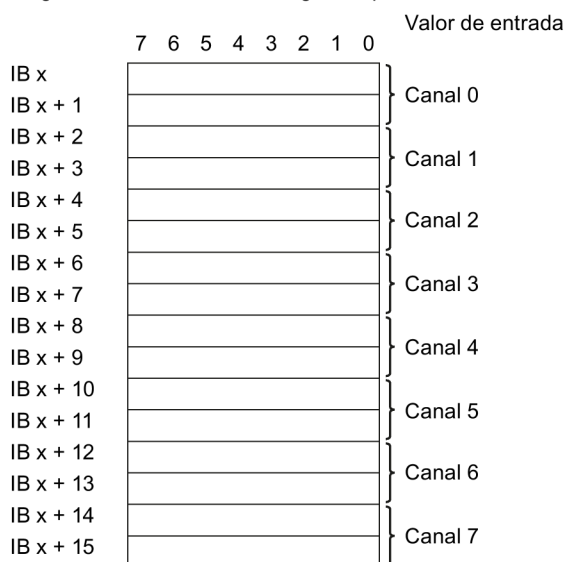 Valor de entrada
7 6 5 4 3 2 1 0
IB x
Canal 0
IB x + 1
IB x + 2
Canal 1
IB x + 3
IB x + 4
Canal 2
IB x + 5
IB x + 6
Canal 3
IB x + 7
IB x + 8
Canal 4
IB x + 9
IB x + 10
Canal 5
IB x + 11
IB x + 12
Canal 6
IB x + 13
IB x + 14
Canal 7
IB x + 15